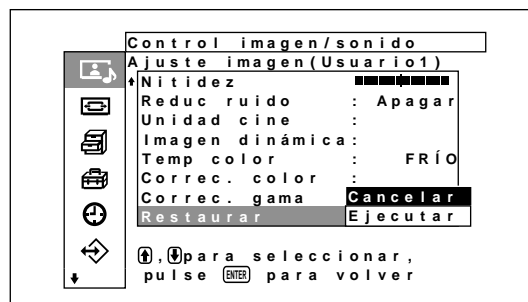 Control imagen/sonido
Ajuste imagen(Usuario1)
Nitidez
Reduc ruido : Apagar
Unidad cine :
Imagen dinámica:
Temp color : FRÍO
Correc. color :
Correc. gama Cancelar
Restaurar Ejecutar
, para seleccionar,
pulse ENTER para volver